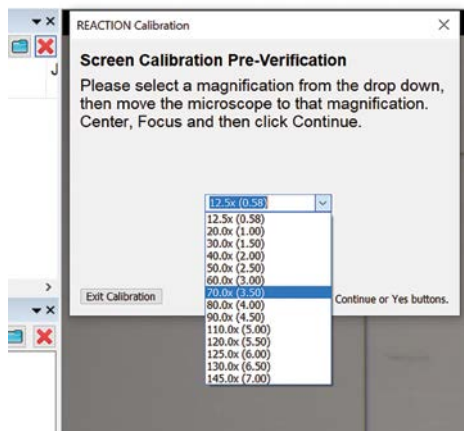 REACTION Calibration
Screen Calibration Pre-Verification
Please select a magnification from the drop down,
then move the microscope to that magnification.
Center, Focus and then click Continue.
12.5x (0.58)
12.5x (0.58)
20.0x (1.00)
30.0x (1.50)
40.0x (2.00)
50.0x (2.50)
60.0x (3.00)
70.0x (3.50)
80.0x (4.00)
90.0x (4.50)
110.0x (5.00)
120.0x (5.50)
125.0x (6.00)
130.0x (6.50)
145.0x (7.00)
Exit Calibration
Continue or Yes buttons.